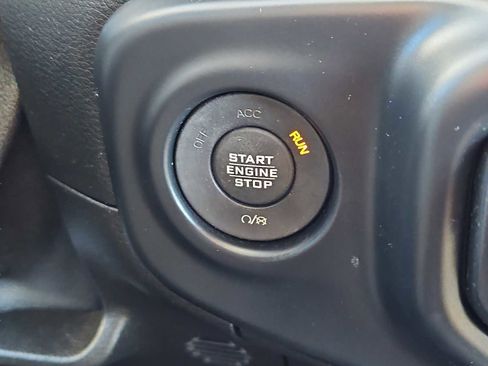 OFF
ACC
RUN
START
ENGINE
STOP